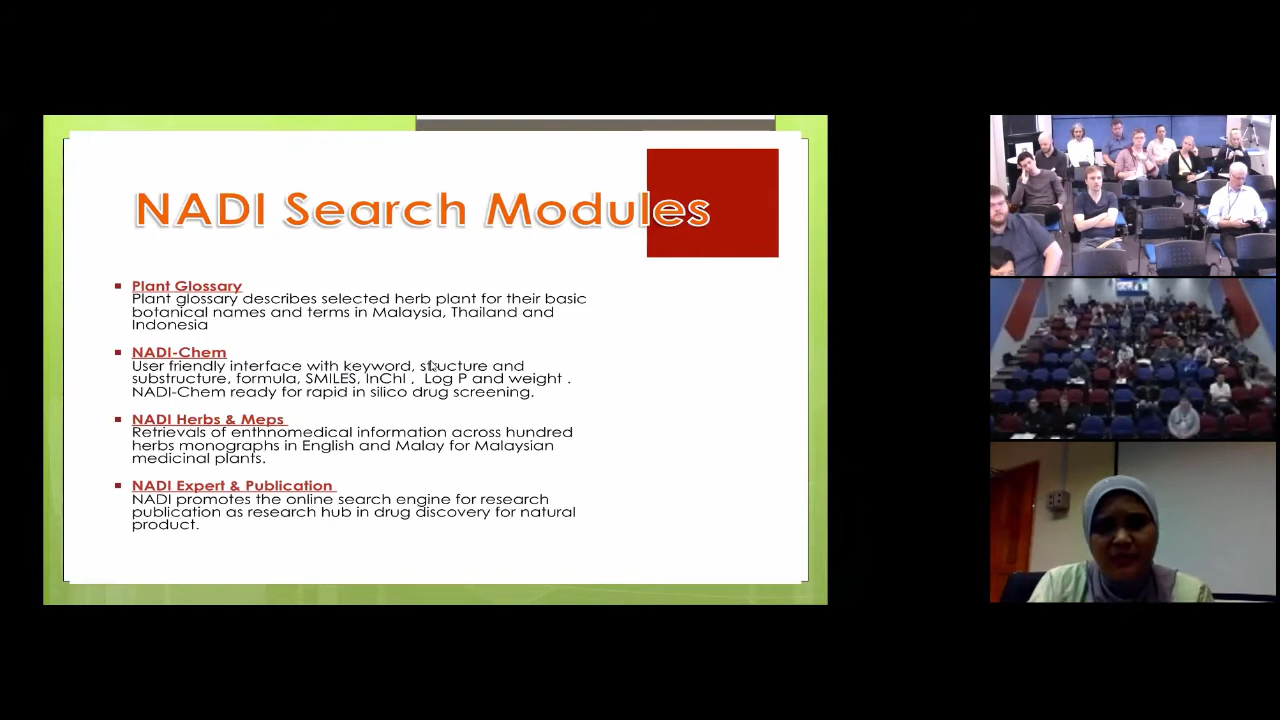 NADI Search Modules
Plant Glossary
Plant glossary describes selected herb plant for their basic
botanical names and terms in Malaysia, Thailand and
Indonesia
NADI-Chem
User friendly interface with keyword, structure and
substructure, formula, SMILES, InChI , Log P and weight .
NADI-Chem ready for rapid in silico drug screening.
NADI Herbs & Meps
Retrievals of enthnomedical information across hundred
herbs monographs in English and Malay for Malaysian
medicinal plants.
NADI Expert & Publication
NADI promotes the online search engine for research
publication as research hub in drug discovery for natural
product.